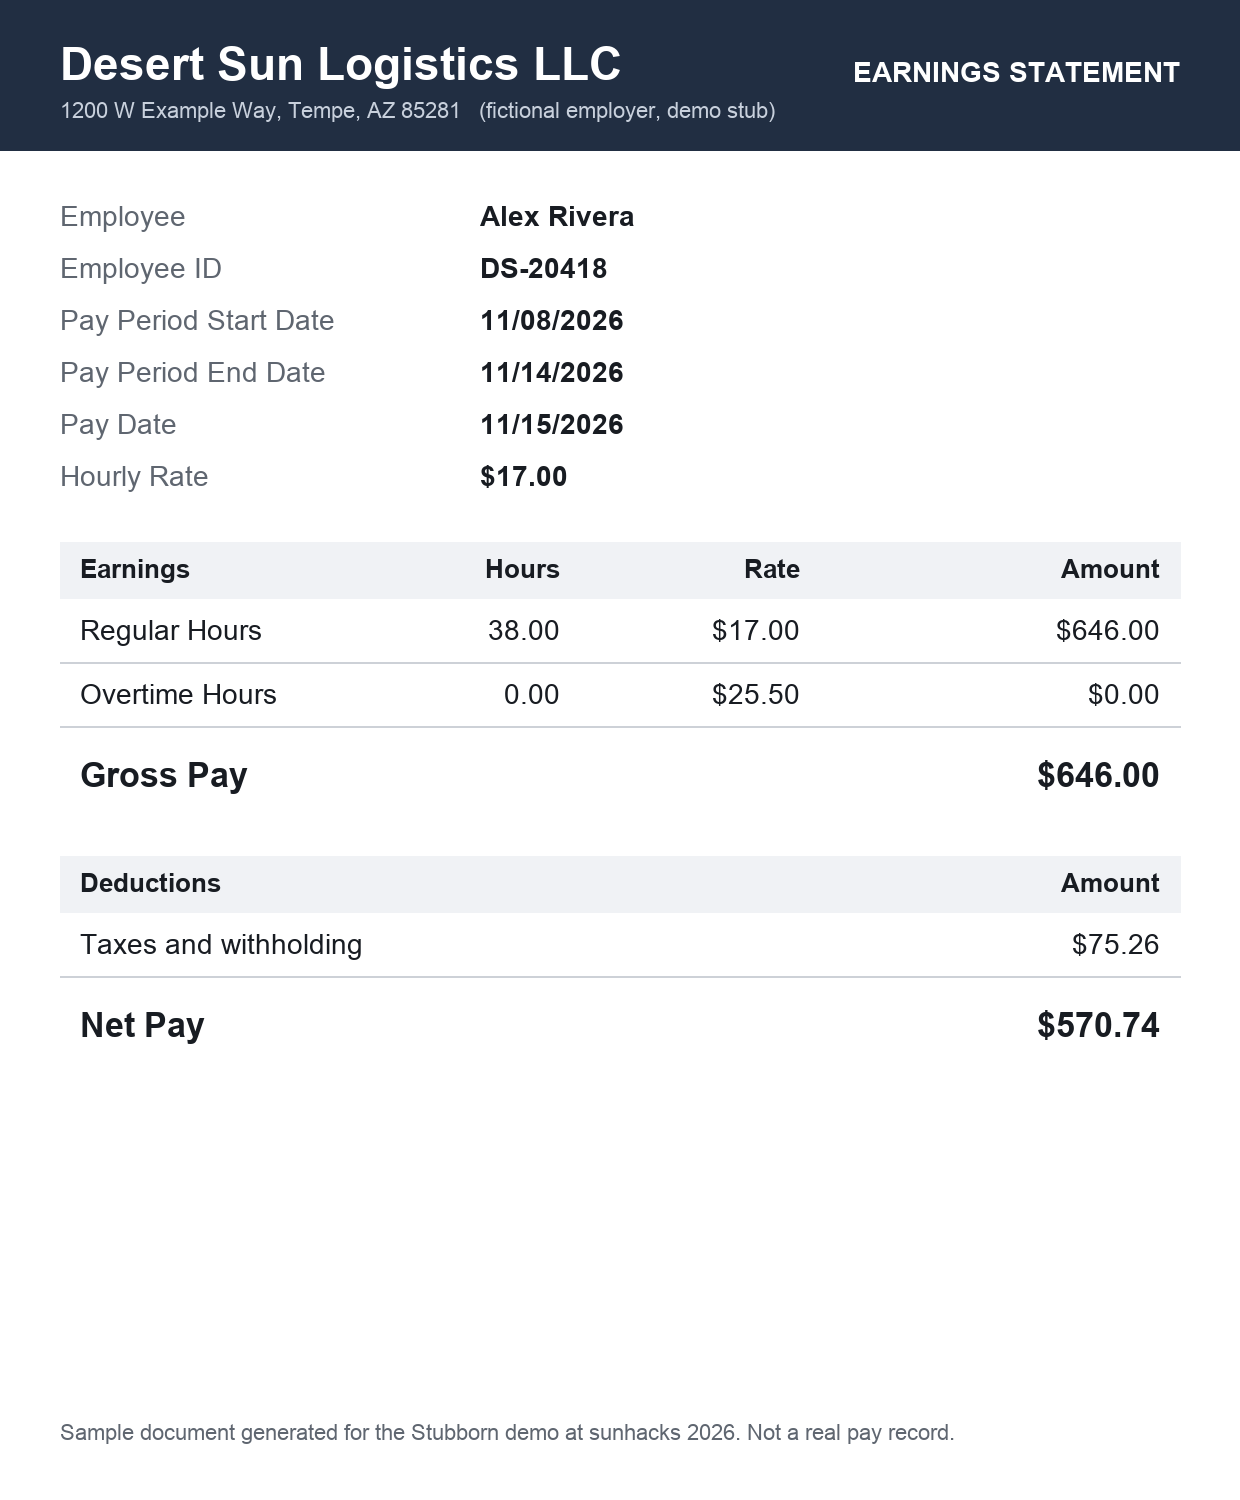 Desert Sun Logistics LLC
EARNINGS STATEMENT
1200 W Example Way, Tempe, AZ 85281 (fictional employer, demo stub)
Employee Alex Rivera
Employee ID DS-20418
Pay Period Start Date 11/08/2026
Pay Period End Date 11/14/2026
Pay Date 11/15/2026
Hourly Rate $17.00
Earnings Hours Rate Amount
Regular Hours 38.00 $17.00 $646.00
Overtime Hours 0.00 $25.50 $0.00
Gross Pay $646.00
Deductions Amount
Taxes and withholding $75.26
Net Pay $570.74
Sample document generated for the Stubborn demo at sunhacks 2026. Not a real pay record.